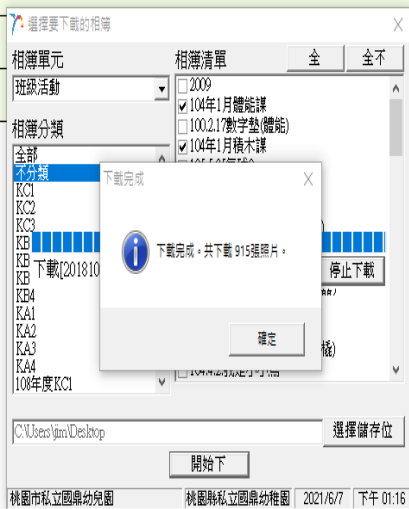 選擇要下載的相簿
相簿單元
相簿清單
全
全不
班級活動
2009
104年1月體能謀
100.2.17數字墊(體能)
104年1月積木謀
相簿分類
全部
不分類
KC1
KC2
KC3
KB
KB
KB
KB4
KA1
KA2
KA3
KA4
108年度KC1
下載[201810
停止下載
下載完成
下載完成。共下載 915張照片。
確定
C:\Users\jim\Desktop
選擇儲存位
開始下
桃園市私立國鼎幼兒園
桃園縣私立國鼎幼稚園
2021/6/7
下午 01:16